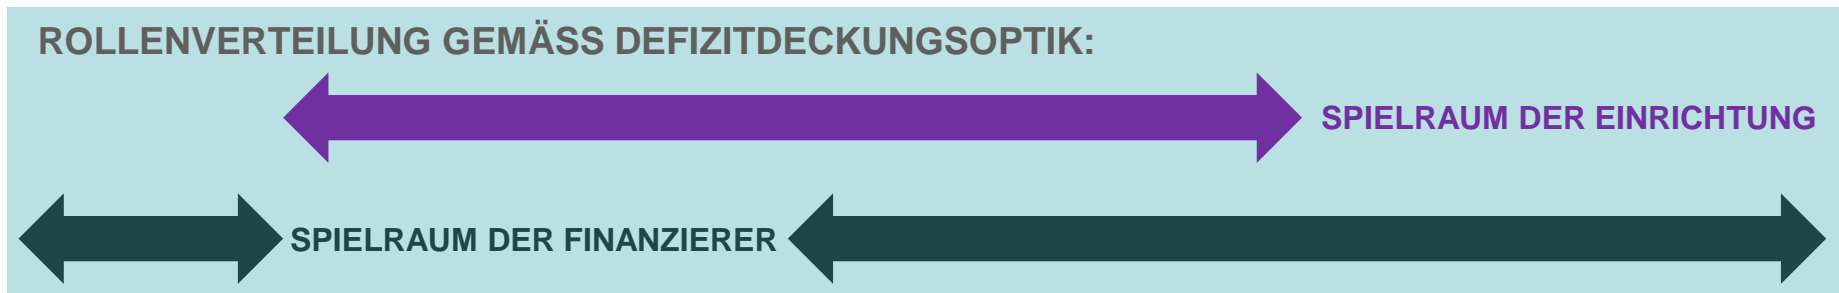 ROLLENVERTEILUNG GEMÄSS DEFIZITDECKUNGSOPTIK:
SPIELRAUM DER EINRICHTUNG
SPIELRAUM DER FINANZIERER